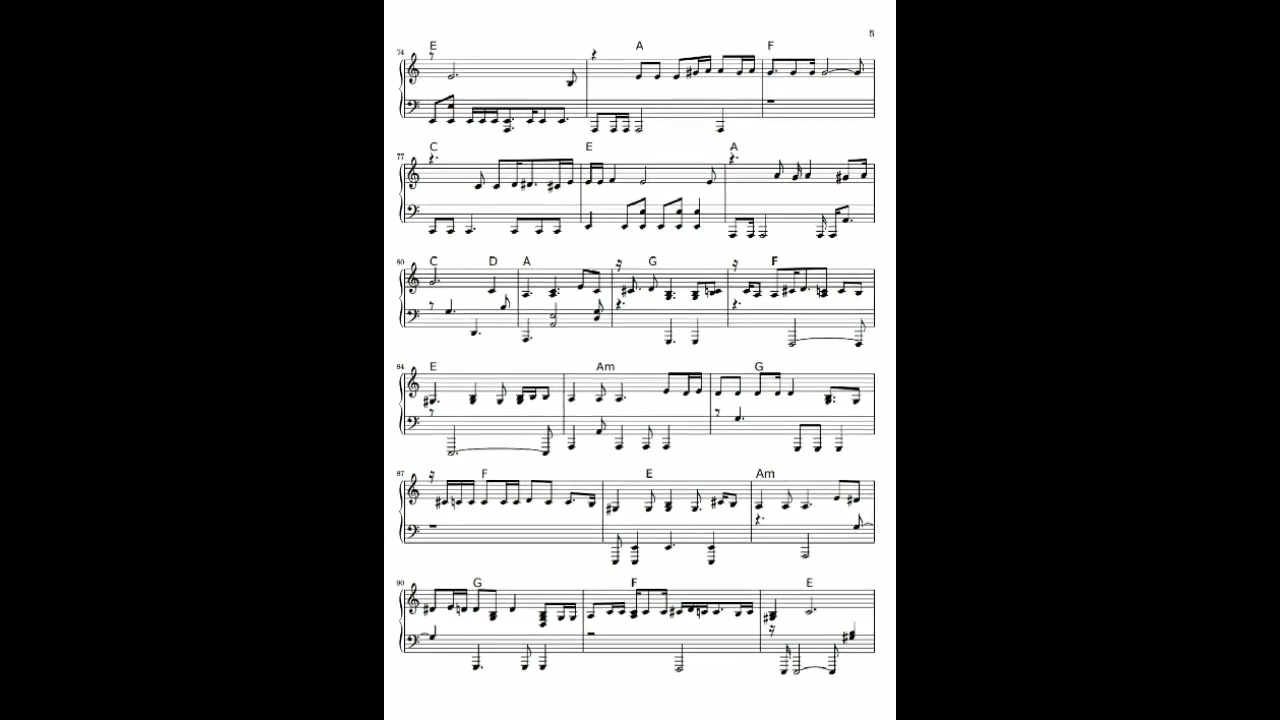 5
E A F
74
C E A
77
C D A G F
80
E Am G
84
F E Am
87
G F E
90